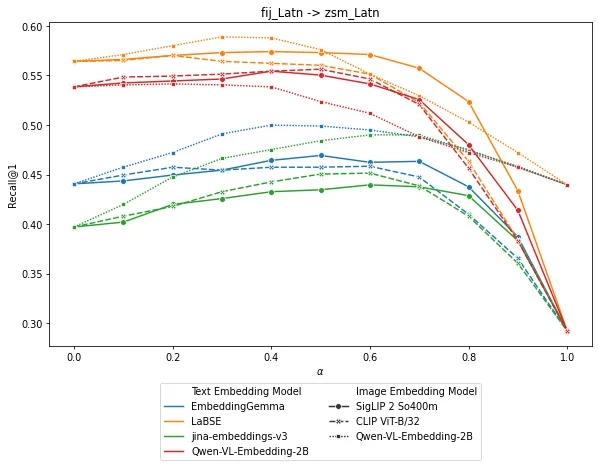 fij_Latn -> zsm_Latn
0.60
0.55
0.50
0.45
0.40
0.35
0.30
Recall@1
0.0 0.2 0.4 0.6 0.8 1.0
α
Text Embedding Model
EmbeddingGemma
LaBSE
jina-embeddings-v3
Qwen-VL-Embedding-2B
Image Embedding Model
SigLIP 2 So400m
CLIP ViT-B/32
Qwen-VL-Embedding-2B